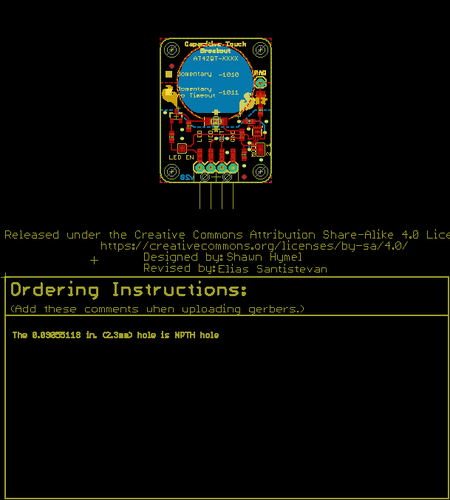 Capacitive Touch
Breakout
AT42QT-XXXX
Momentary -1010
Momentary
No Timeout -1011
GND
LED
LED EN
v20
Released under the Creative Commons Attribution Share-Alike 4.0 Lice
https://creativecommons.org/licenses/by-sa/4.0/
Designed by: Shawn Hymel
Revised by: Elias Santistevan
Ordering Instructions:
(Add these comments when uploading gerbers.)
The 0.09055118 in. (2.3mm) hole is NPTH hole